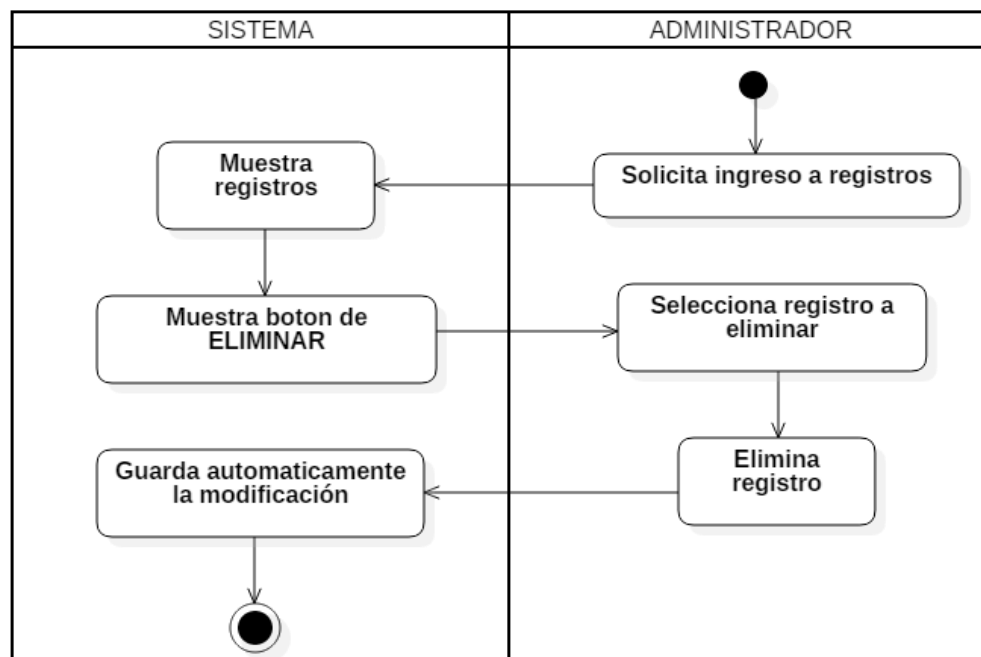 SISTEMA
ADMINISTRADOR
Solicita ingreso a registros
Muestra
registros
Muestra boton de
ELIMINAR
Selecciona registro a
eliminar
Elimina
registro
Guarda automaticamente
la modificación